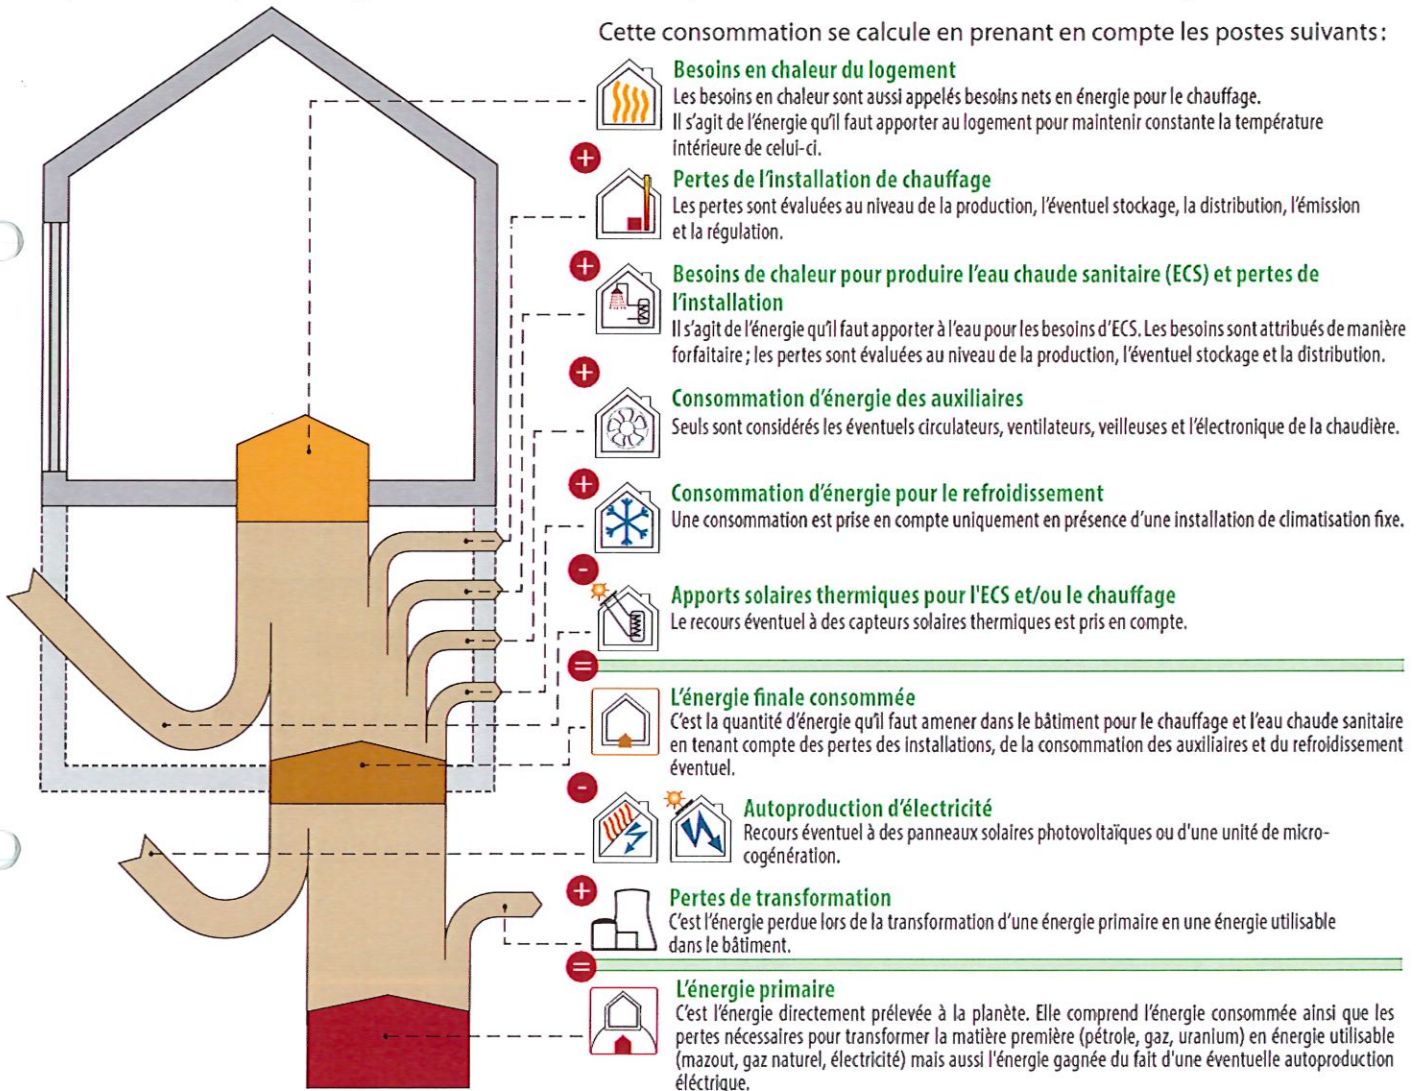 Cette consommation se calcule en prenant en compte les postes suivants:
Besoins en chaleur du logement
Les besoins en chaleur sont aussi appelés besoins nets en énergie pour le chauffage.
Il s'agit de l'énergie qu'il faut apporter au logement pour maintenir constante la température
intérieure de celui-ci.
+
Pertes de l'installation de chauffage
Les pertes sont évaluées au niveau de la production, l'éventuel stockage, la distribution, l'émission
et la régulation.
+
Besoins de chaleur pour produire l'eau chaude sanitaire (ECS) et pertes de
l'installation
Il s'agit de l'énergie qu'il faut apporter à l'eau pour les besoins d'ECS. Les besoins sont attribués de manière
forfaitaire; les pertes sont évaluées au niveau de la production, l'éventuel stockage et la distribution.
+
Consommation d'énergie des auxiliaires
Seuls sont considérés les éventuels circulateurs, ventilateurs, veilleuses et l'électronique de la chaudière.
+
Consommation d'énergie pour le refroidissement
Une consommation est prise en compte uniquement en présence d'une installation de climatisation fixe.
-
Apports solaires thermiques pour l'ECS et/ou le chauffage
Le recours éventuel à des capteurs solaires thermiques est pris en compte.
=
L'énergie finale consommée
C'est la quantité d'énergie qu'il faut amener dans le bâtiment pour le chauffage et l'eau chaude sanitaire
en tenant compte des pertes des installations, de la consommation des auxiliaires et du refroidissement
éventuel.
-
Autoproduction d'électricité
Recours éventuel à des panneaux solaires photovoltaïques ou d'une unité de micro-
cogénération.
+
Pertes de transformation
C'est l'énergie perdue lors de la transformation d'une énergie primaire en une énergie utilisable
dans le bâtiment.
=
L'énergie primaire
C'est l'énergie directement prélevée à la planète. Elle comprend l'énergie consommée ainsi que les
pertes nécessaires pour transformer la matière première (pétrole, gaz, uranium) en énergie utilisable
(mazout, gaz naturel, électricité) mais aussi l'énergie gagnée du fait d'une éventuelle autoproduction
éléctrique.